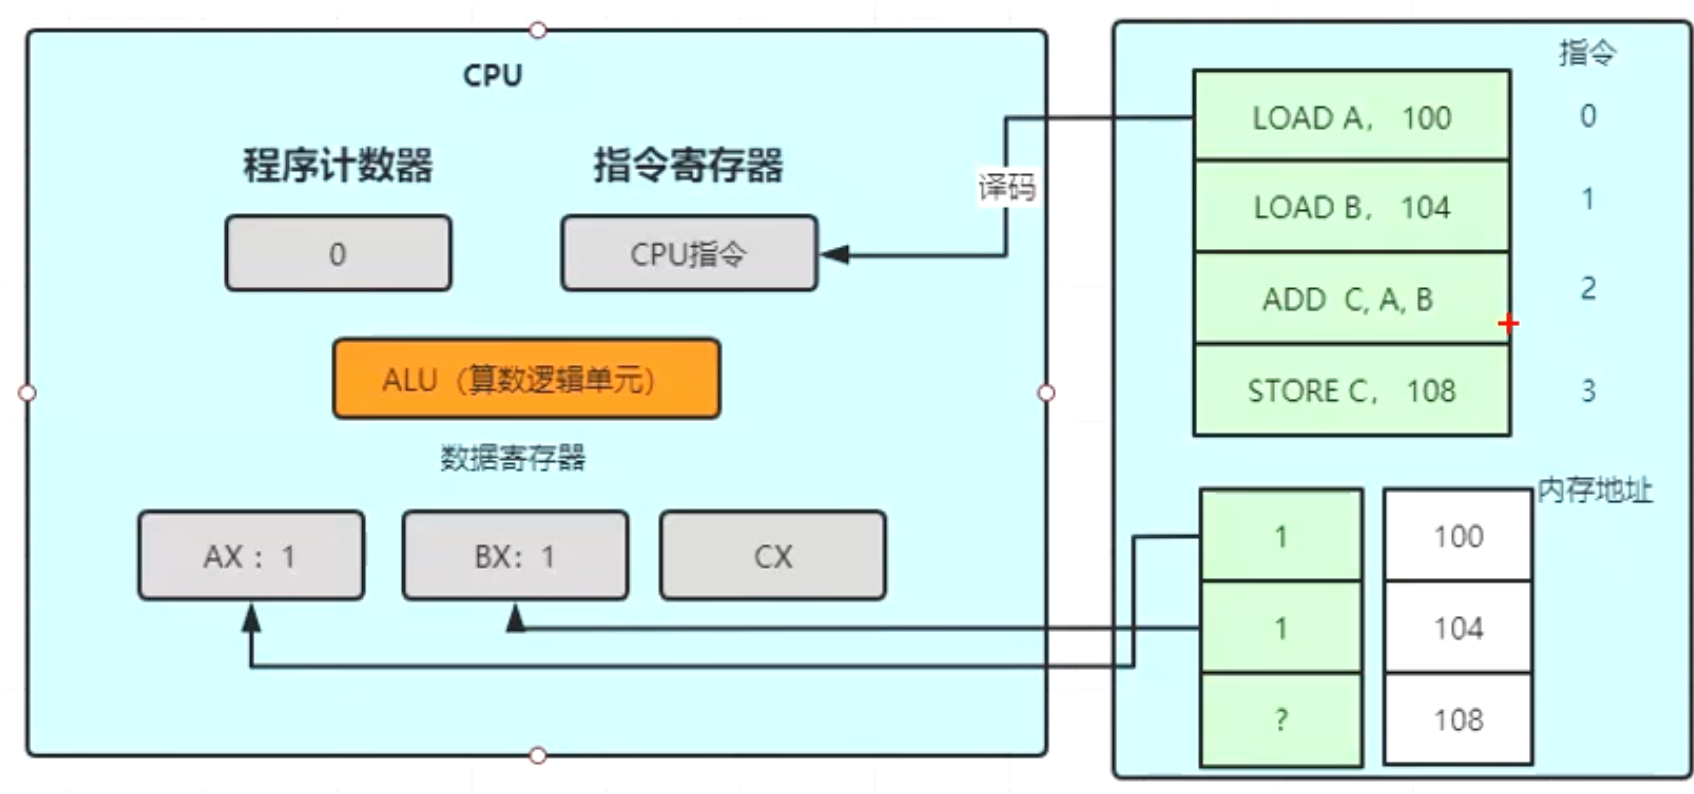 CPU
程序计数器
指令寄存器
0
CPU指令
译码
ALU（算数逻辑单元）
数据寄存器
AX：1
BX：1
CX
指令
LOAD A， 100
0
LOAD B， 104
1
ADD C, A, B
2
STORE C， 108
3
内存地址
1
100
1
104
?
108